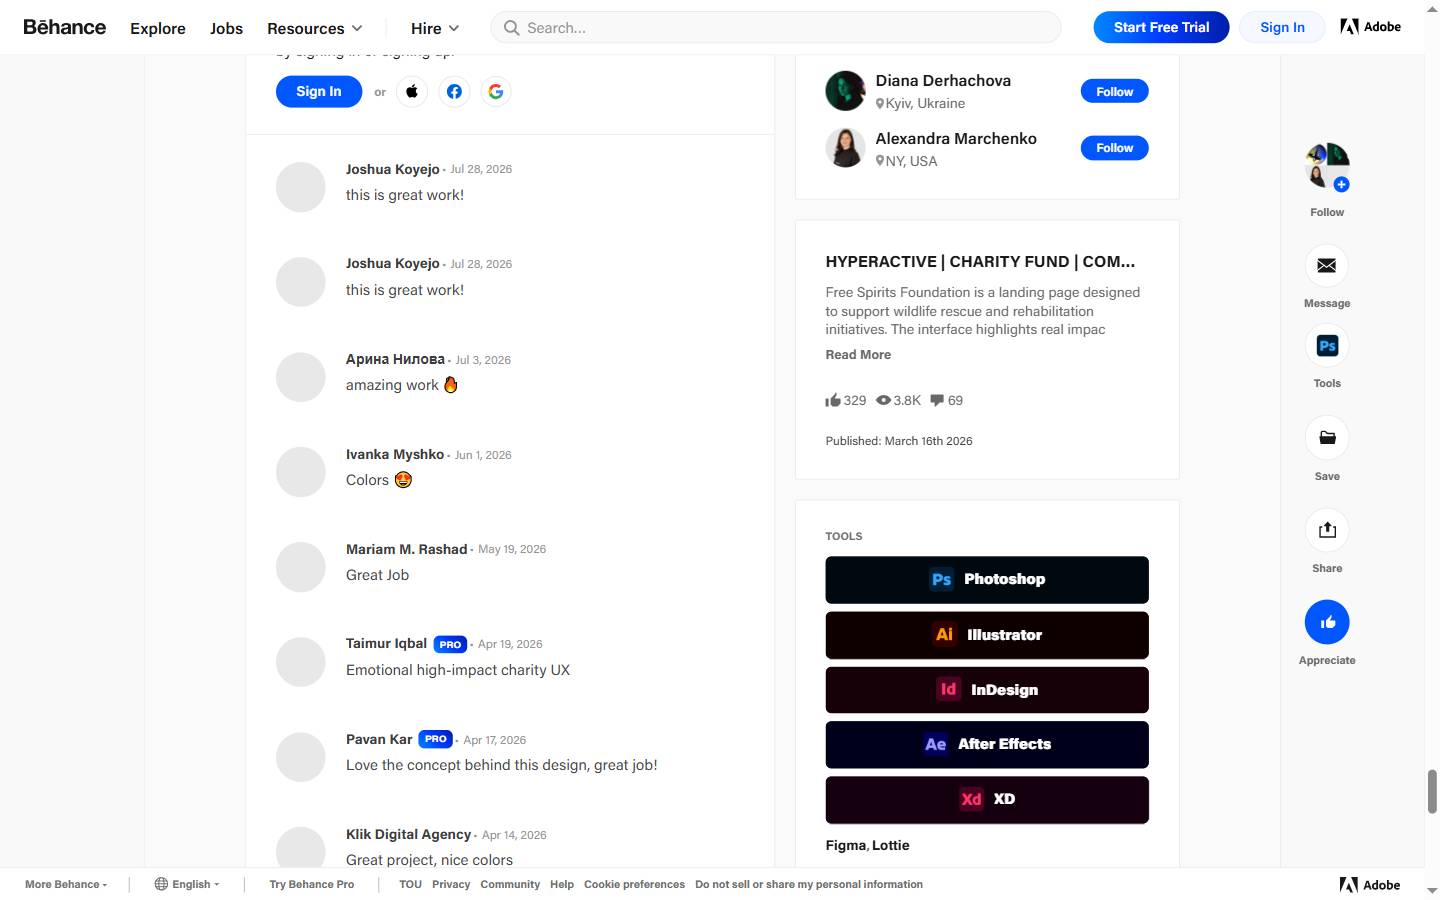 Bēhance
Explore
Jobs
Resources
Hire
Search...
Start Free Trial
Sign In
Adobe
Sign In
or
Joshua Koyejo · Jul 28, 2026
this is great work!
Joshua Koyejo · Jul 28, 2026
this is great work!
Арина Нилова · Jul 3, 2026
amazing work 🔥
Ivanka Myshko · Jun 1, 2026
Colors 🤩
Mariam M. Rashad · May 19, 2026
Great Job
Taimur Iqbal PRO · Apr 19, 2026
Emotional high-impact charity UX
Pavan Kar PRO · Apr 17, 2026
Love the concept behind this design, great job!
Klik Digital Agency · Apr 14, 2026
Great project, nice colors
Diana Derhachova
Kyiv, Ukraine
Follow
Alexandra Marchenko
NY, USA
Follow
HYPERACTIVE | CHARITY FUND | COM...
Free Spirits Foundation is a landing page designed
to support wildlife rescue and rehabilitation
initiatives. The interface highlights real impac
Read More
329 3.8K 69
Published: March 16th 2026
TOOLS
Ps Photoshop
Ai Illustrator
Id InDesign
Ae After Effects
Xd XD
Figma, Lottie
Follow
Message
Ps
Tools
Save
Share
Appreciate
More Behance
English
Try Behance Pro
TOU
Privacy
Community
Help
Cookie preferences
Do not sell or share my personal information
Adobe